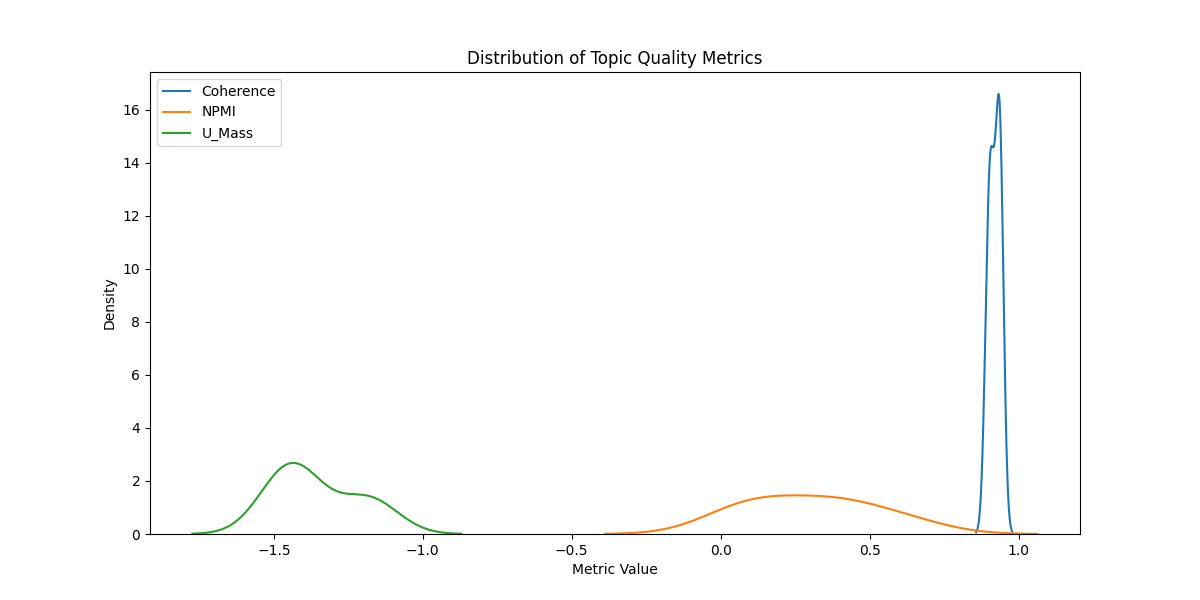 Distribution of Topic Quality Metrics
Coherence
NPMI
U_Mass
16
14
12
10
8
6
4
2
0
Density
−1.5
−1.0
−0.5
0.0
0.5
1.0
Metric Value